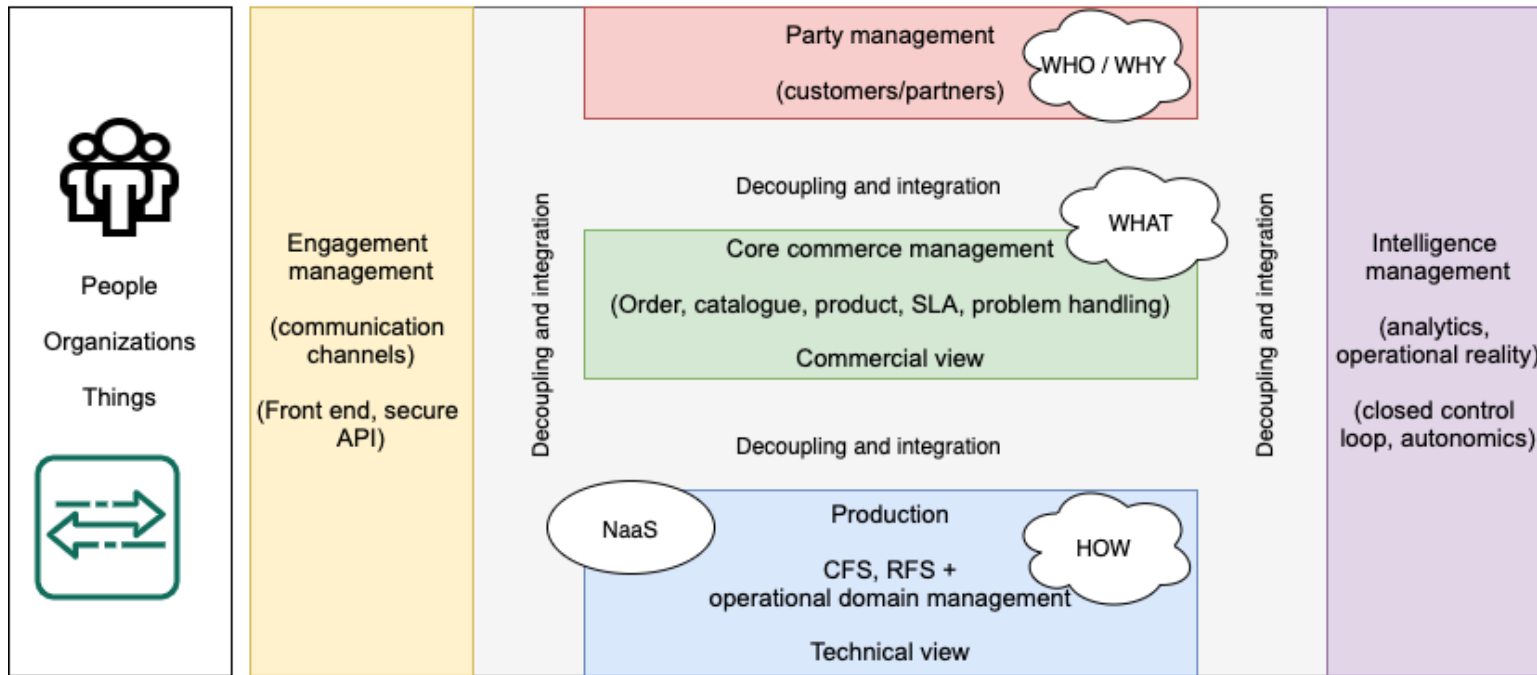 People
Organizations
Things
Engagement
management
(communication
channels)
(Front end, secure
API)
Decoupling and integration
Party management
(customers/partners)
WHO / WHY
Decoupling and integration
WHAT
Core commerce management
(Order, catalogue, product, SLA, problem handling)
Commercial view
Decoupling and integration
NaaS
Production
HOW
CFS, RFS +
operational domain management
Technical view
Decoupling and integration
Intelligence
management
(analytics,
operational reality)
(closed control
loop, autonomics)